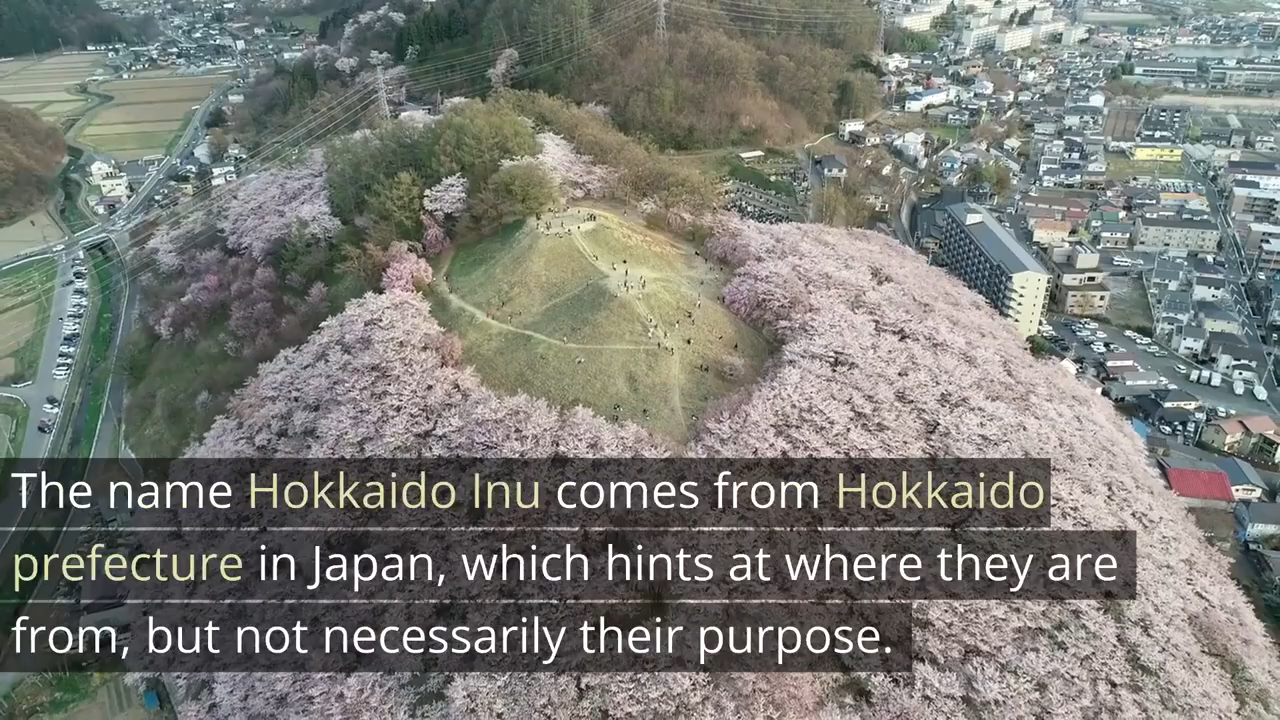 The name Hokkaido Inu comes from Hokkaido
prefecture in Japan, which hints at where they are
from, but not necessarily their purpose.